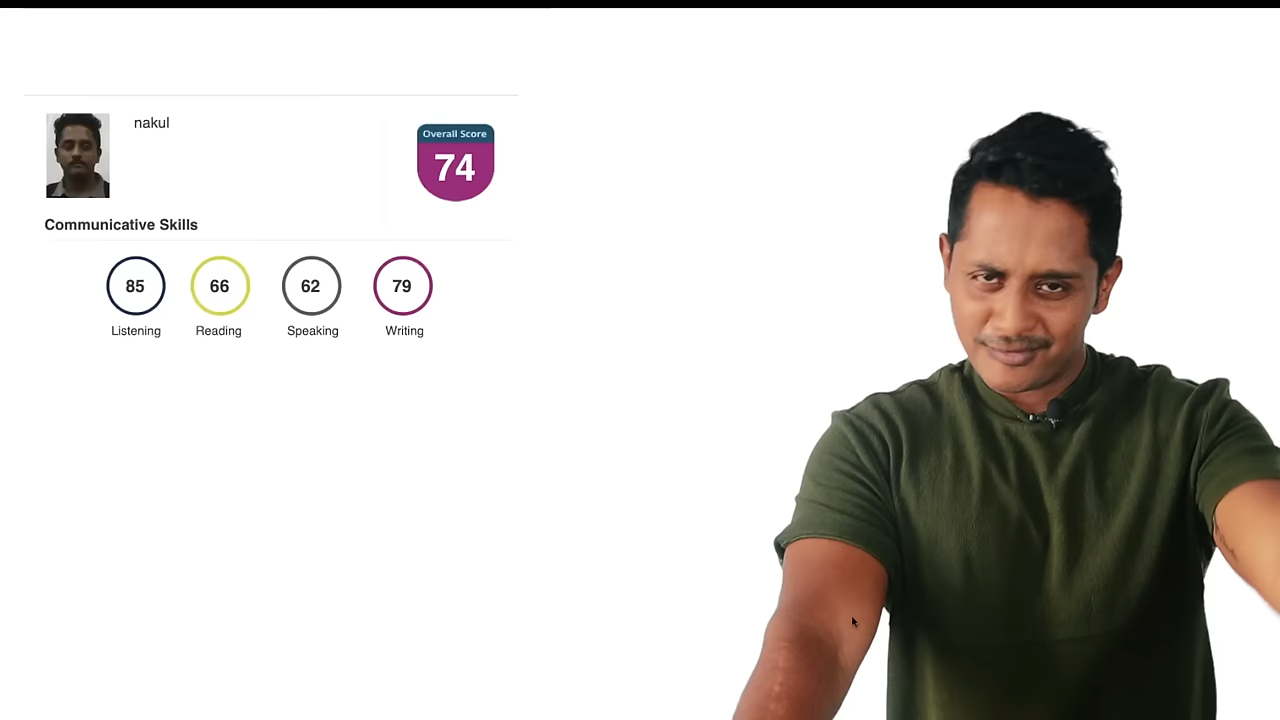 nakul
Overall Score
74
Communicative Skills
85 66 62 79
Listening Reading Speaking Writing